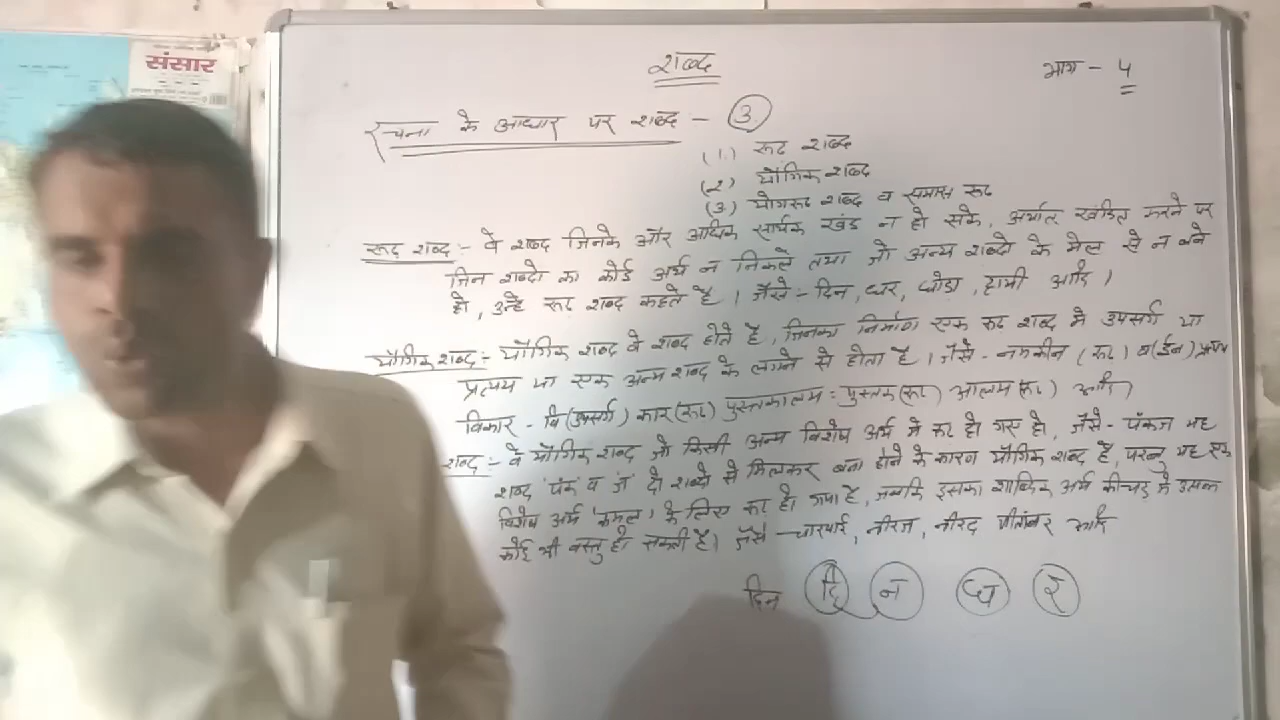 संसार
शब्द
भाग - 5
रचना के आधार पर शब्द - 3
(1.) रूढ शब्द
(2) यौगिक शब्द
(3.) योगरूढ शब्द व समास रूढ
रूढ शब्द :- वे शब्द जिनके और अधिक सार्थक खंड न हो सके, अर्थात खंडित करने पर
जिन शब्दो का कोई अर्थ न निकले तथा जो अन्य शब्दो के मेल से न बने
हो, उन्हे रूढ शब्द कहते है । जैसे - दिन, घर, घोडा, हाथी आदि ।
यौगिक शब्द :- यौगिक शब्द वे शब्द होते है, जिनका निर्माण एक रूढ शब्द मे उपसर्ग या
प्रत्यय या एक अन्य शब्द के लगने से होता है । जैसे - नमकीन (रूढ) व (ईन) प्रत्यय
विकार - वि (उपसर्ग) कार (रूढ) पुस्तकालय : पुस्तक (रूढ) आलय (रूढ) आदि
शब्द :- वे यौगिक शब्द जो किसी अन्य विशेष अर्थ मे रूढ हो गए हो, जैसे - पंकज यह
शब्द 'पंक' व 'ज' दो शब्दो से मिलकर बना होने के कारण यौगिक शब्द है, परन्तु यह एक
विशेष अर्थ 'कमल' के लिए रूढ हो गया है, जबकि इसका शाब्दिक अर्थ कीचड मे उत्पन्न
कोई भी वस्तु हो सकती है। जैसे - चारपाई, नीरज, नीरद पीतांबर आदि
दिन दि न घ र